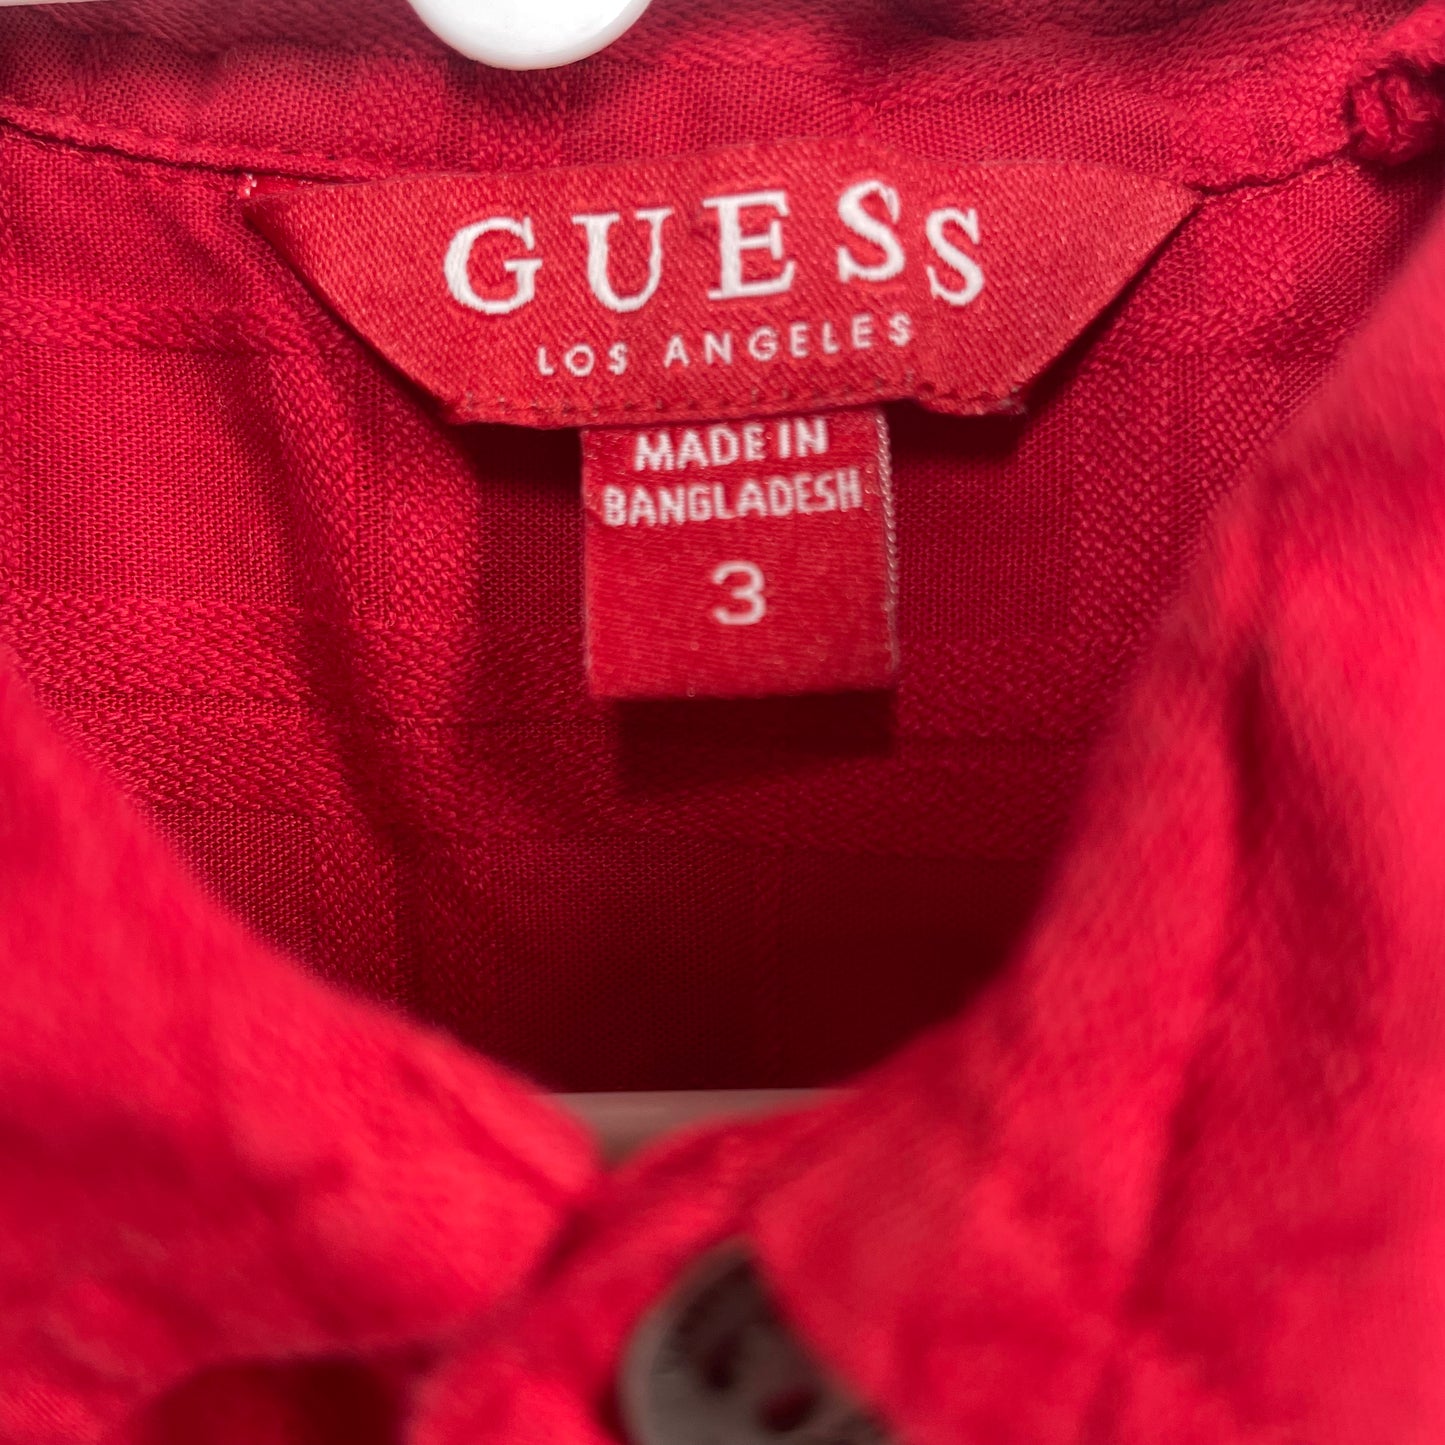 GUESS
LOS ANGELES
MADE IN
BANGLADESH
3